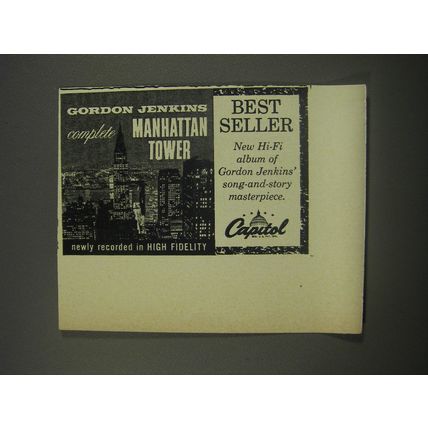 GORDON JENKINS
complete MANHATTAN
TOWER
newly recorded in HIGH FIDELITY
BEST
SELLER
New Hi-Fi
album of
Gordon Jenkins'
song-and-story
masterpiece.
Capitol